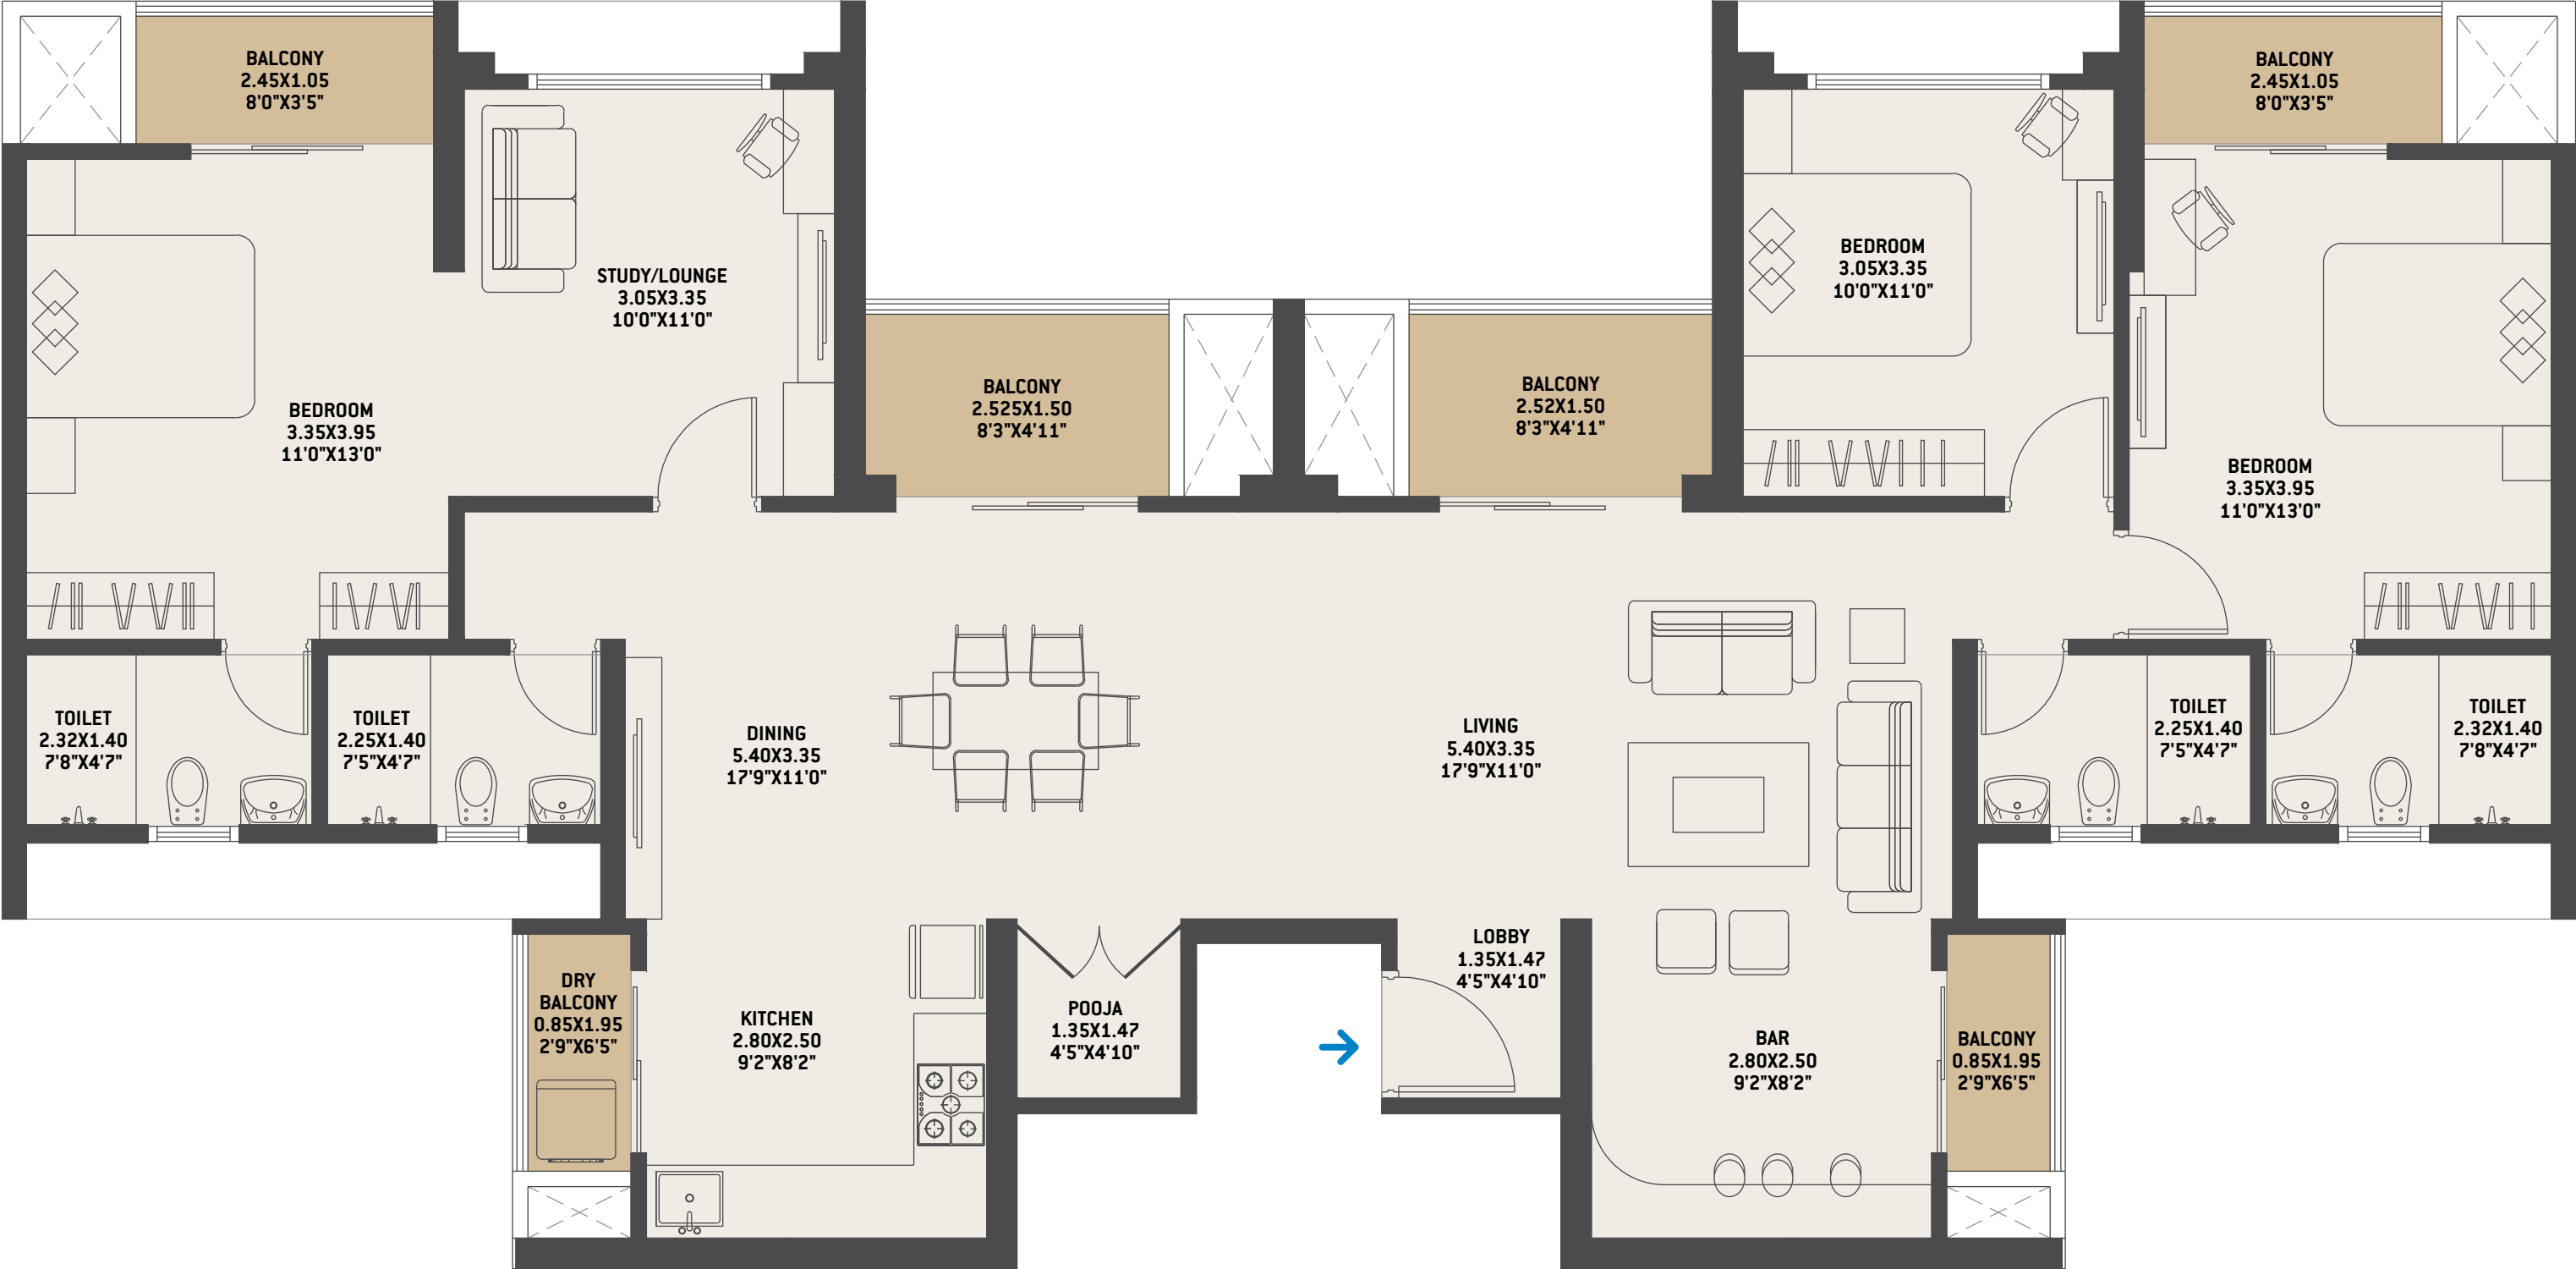 BALCONY
2.45X1.05
8'0"X3'5"
BALCONY
2.45X1.05
8'0"X3'5"
STUDY/LOUNGE
3.05X3.35
10'0"X11'0"
BEDROOM
3.05X3.35
10'0"X11'0"
BEDROOM
3.35X3.95
11'0"X13'0"
BALCONY
2.525X1.50
8'3"X4'11"
BALCONY
2.52X1.50
8'3"X4'11"
BEDROOM
3.35X3.95
11'0"X13'0"
TOILET
2.32X1.40
7'8"X4'7"
TOILET
2.25X1.40
7'5"X4'7"
DINING
5.40X3.35
17'9"X11'0"
LIVING
5.40X3.35
17'9"X11'0"
TOILET
2.25X1.40
7'5"X4'7"
TOILET
2.32X1.40
7'8"X4'7"
DRY
BALCONY
0.85X1.95
2'9"X6'5"
KITCHEN
2.80X2.50
9'2"X8'2"
POOJA
1.35X1.47
4'5"X4'10"
LOBBY
1.35X1.47
4'5"X4'10"
BAR
2.80X2.50
9'2"X8'2"
BALCONY
0.85X1.95
2'9"X6'5"